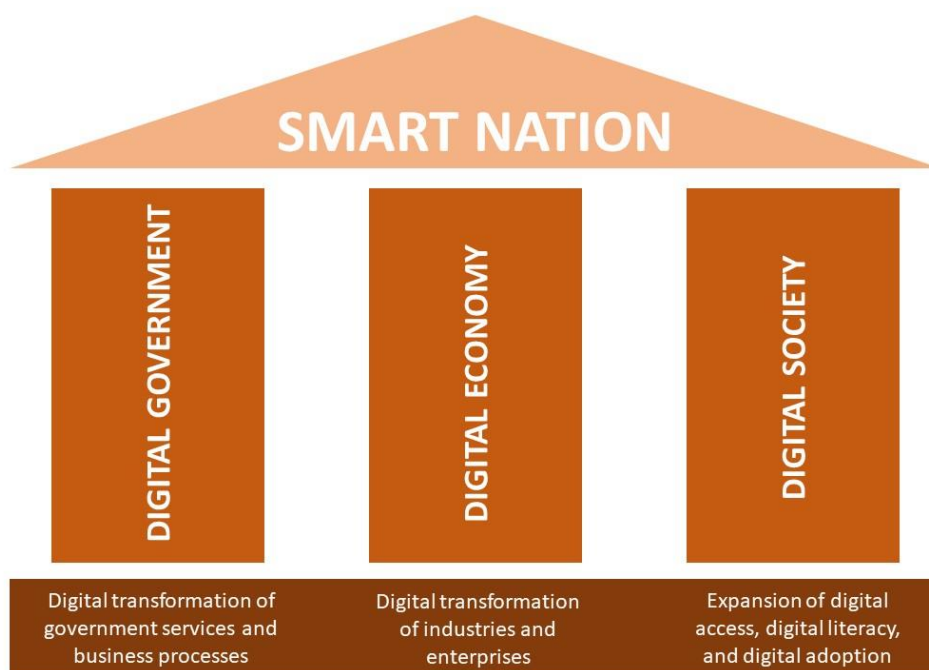 SMART NATION
DIGITAL GOVERNMENT
DIGITAL ECONOMY
DIGITAL SOCIETY
Digital transformation of
government services and
business processes
Digital transformation
of industries and
enterprises
Expansion of digital
access, digital literacy,
and digital adoption